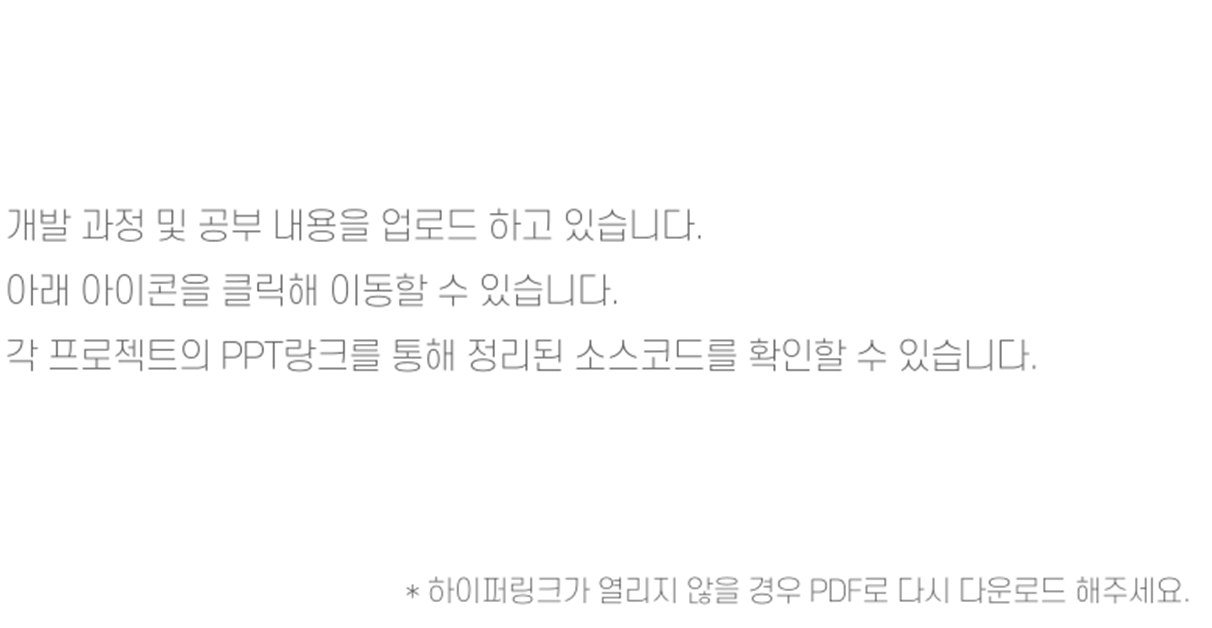 개발 과정 및 공부 내용을 업로드 하고 있습니다.
아래 아이콘을 클릭해 이동할 수 있습니다.
각 프로젝트의 PPT랑크를 통해 정리된 소스코드를 확인할 수 있습니다.
* 하이퍼링크가 열리지 않을 경우 PDF로 다시 다운로드 해주세요.